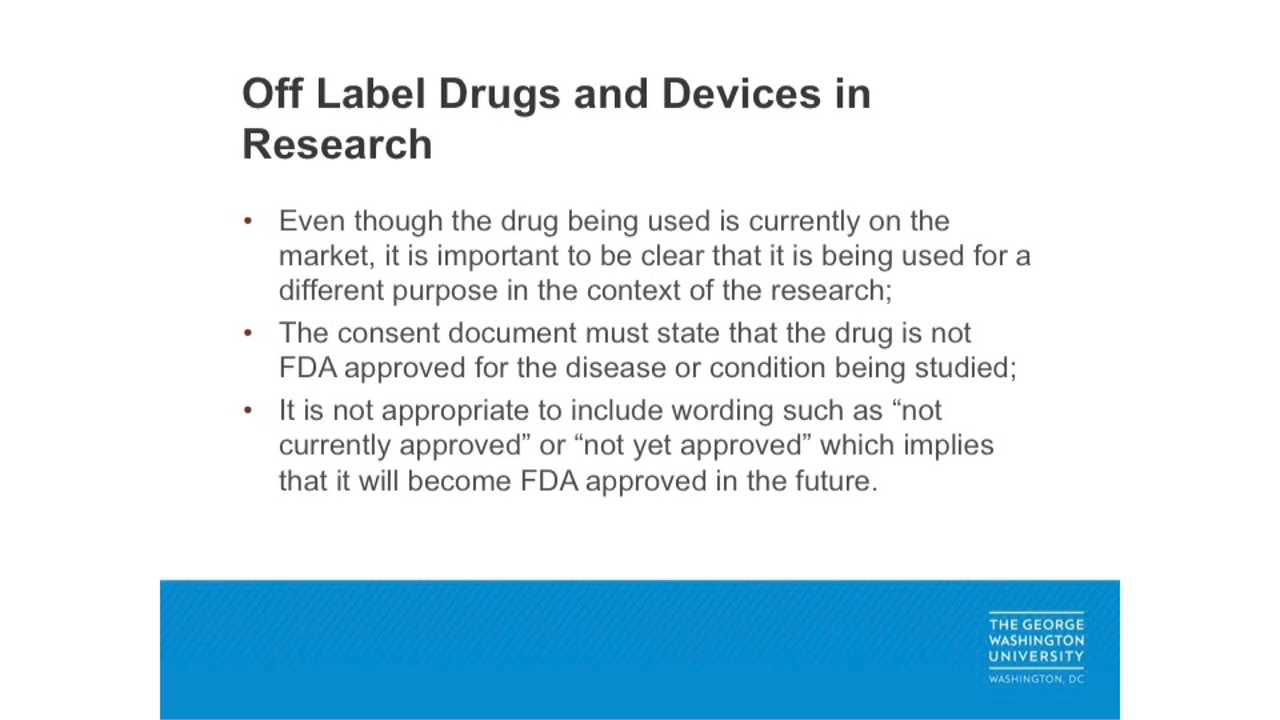 Off Label Drugs and Devices in
Research
• Even though the drug being used is currently on the
market, it is important to be clear that it is being used for a
different purpose in the context of the research;
• The consent document must state that the drug is not
FDA approved for the disease or condition being studied;
• It is not appropriate to include wording such as “not
currently approved” or “not yet approved” which implies
that it will become FDA approved in the future.
THE GEORGE
WASHINGTON
UNIVERSITY
WASHINGTON, DC